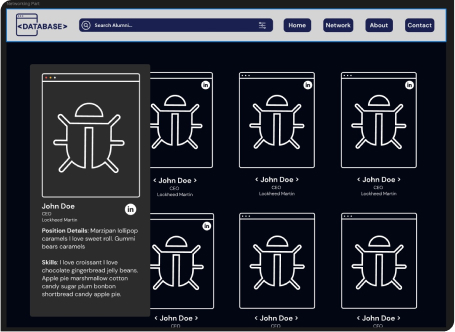 Networking Page
<DATABASE>
Search Alumni...
Home
Network
About
Contact
in
in
in
< John Doe >
CEO
Lockheed Martin
< John Doe >
CEO
Lockheed Martin
< John Doe >
CEO
Lockheed Martin
John Doe
CEO
Lockheed Martin
in
Position Details: Marzipan lollipop
caramels I love sweet roll. Gummi
bears caramels
Skills: I love croissant I love
chocolate gingerbread jelly beans.
Apple pie marshmallow cotton
candy sugar plum bonbon
shortbread candy apple pie.
in
< John Doe >
CEO
< John Doe >
CEO
< John Doe >
CEO